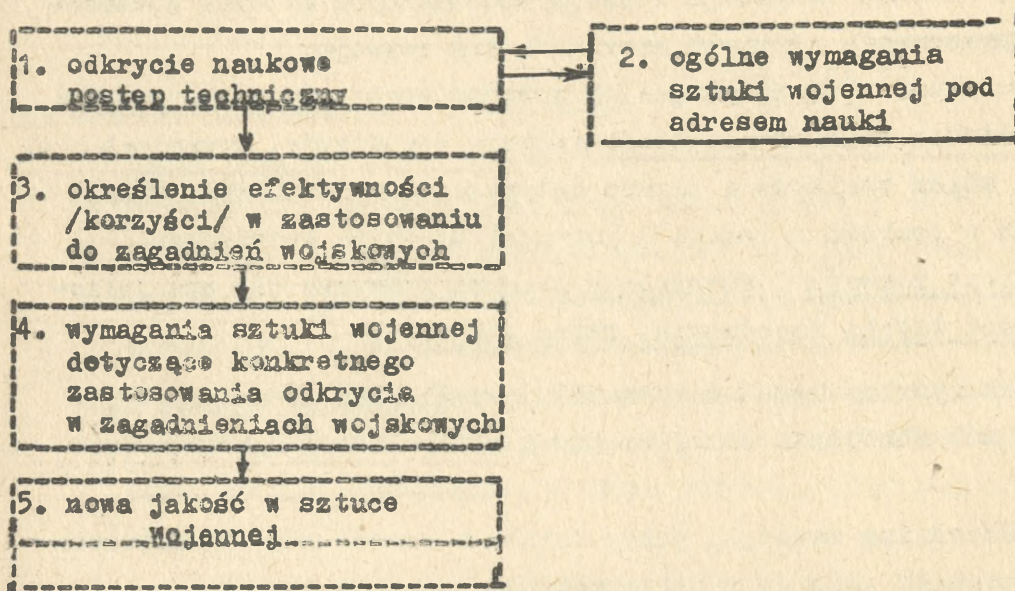 1. odkrycie naukowe
postęp techniczny
2. ogólne wymagania
sztuki wojennej pod
adresem nauki
3. określenie efektywności
/korzyści/ w zastosowaniu
do zagadnień wojskowych
4. wymagania sztuki wojennej
dotyczące konkretnego
zastosowania odkrycia
w zagadnieniach wojskowych
5. nowa jakość w sztuce
wojennej